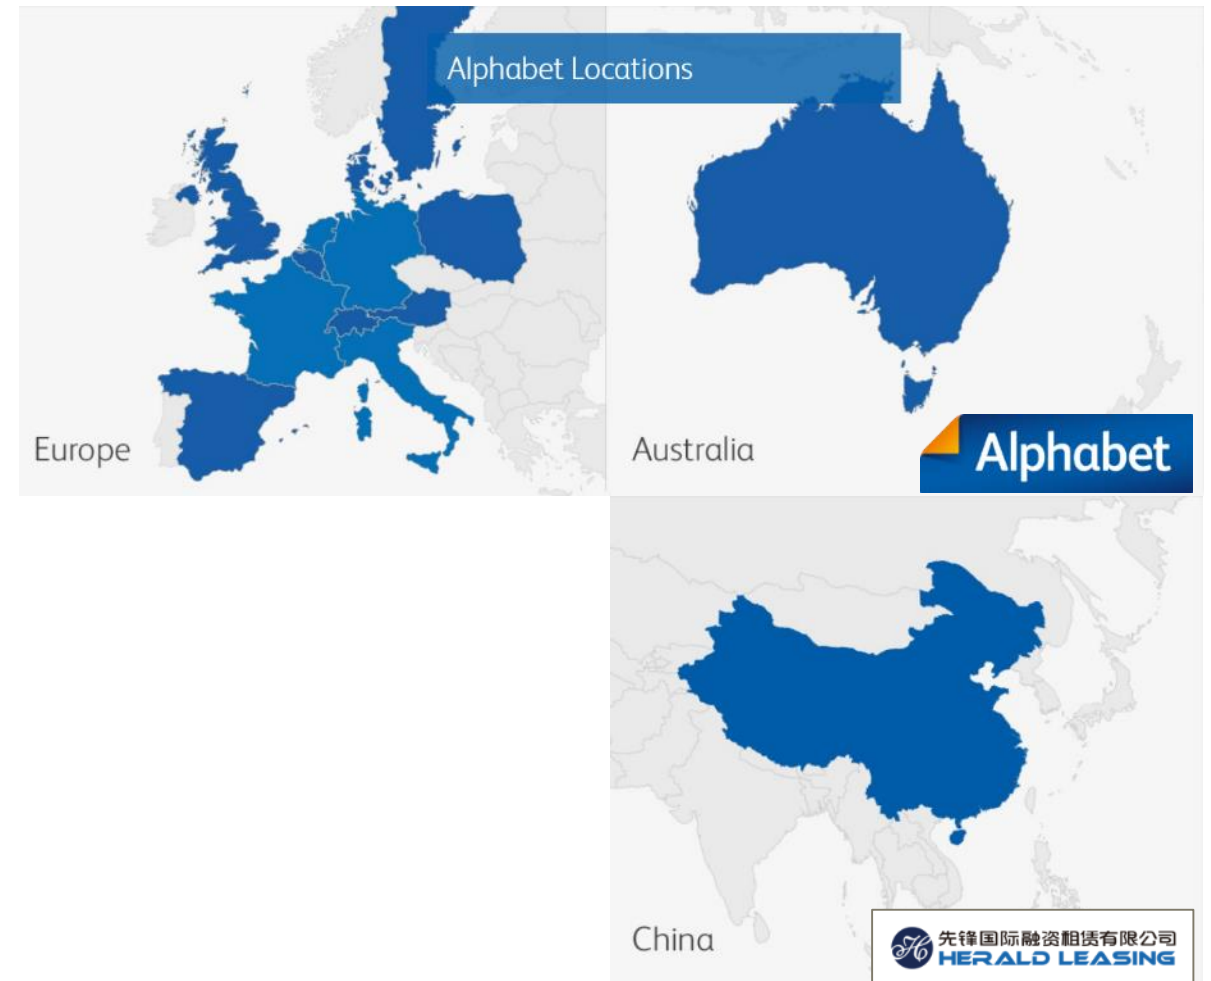 Alphabet Locations
Europe
Australia
Alphabet
China
先锋国际融资租赁有限公司
HERALD LEASING